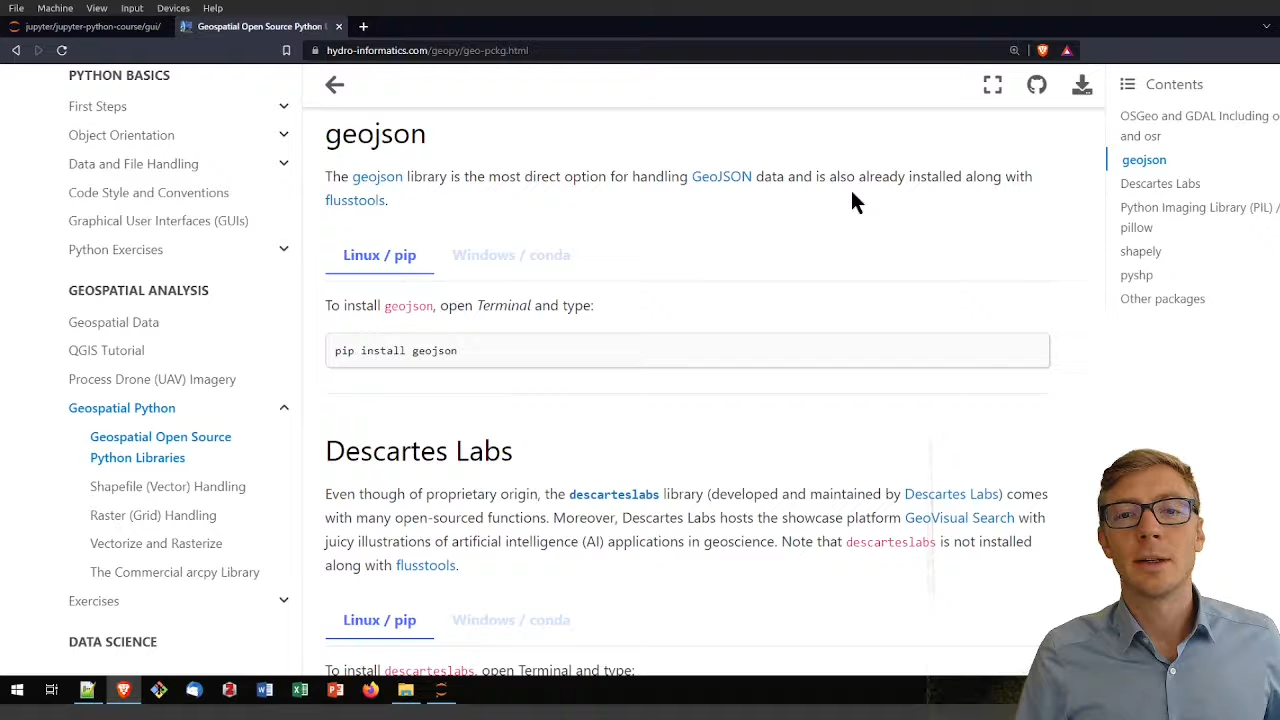 File Machine View Input Devices Help
jupyter/jupyter-python-course/gui/
Geospatial Open Source Python
hydro-informatics.com/geopy/geo-pckg.html
PYTHON BASICS
First Steps
Object Orientation
Data and File Handling
Code Style and Conventions
Graphical User Interfaces (GUIs)
Python Exercises
GEOSPATIAL ANALYSIS
Geospatial Data
QGIS Tutorial
Process Drone (UAV) Imagery
Geospatial Python
Geospatial Open Source
Python Libraries
Shapefile (Vector) Handling
Raster (Grid) Handling
Vectorize and Rasterize
The Commercial arcpy Library
Exercises
DATA SCIENCE
geojson
The geojson library is the most direct option for handling GeoJSON data and is also already installed along with
flusstools.
Linux / pip Windows / conda
To install geojson, open Terminal and type:
pip install geojson
Descartes Labs
Even though of proprietary origin, the descarteslabs library (developed and maintained by Descartes Labs) comes
with many open-sourced functions. Moreover, Descartes Labs hosts the showcase platform GeoVisual Search with
juicy illustrations of artificial intelligence (AI) applications in geoscience. Note that descarteslabs is not installed
along with flusstools.
Linux / pip Windows / conda
To install descarteslabs, open Terminal and type:
Contents
OSGeo and GDAL Including o
and osr
geojson
Descartes Labs
Python Imaging Library (PIL) /
pillow
shapely
pyshp
Other packages